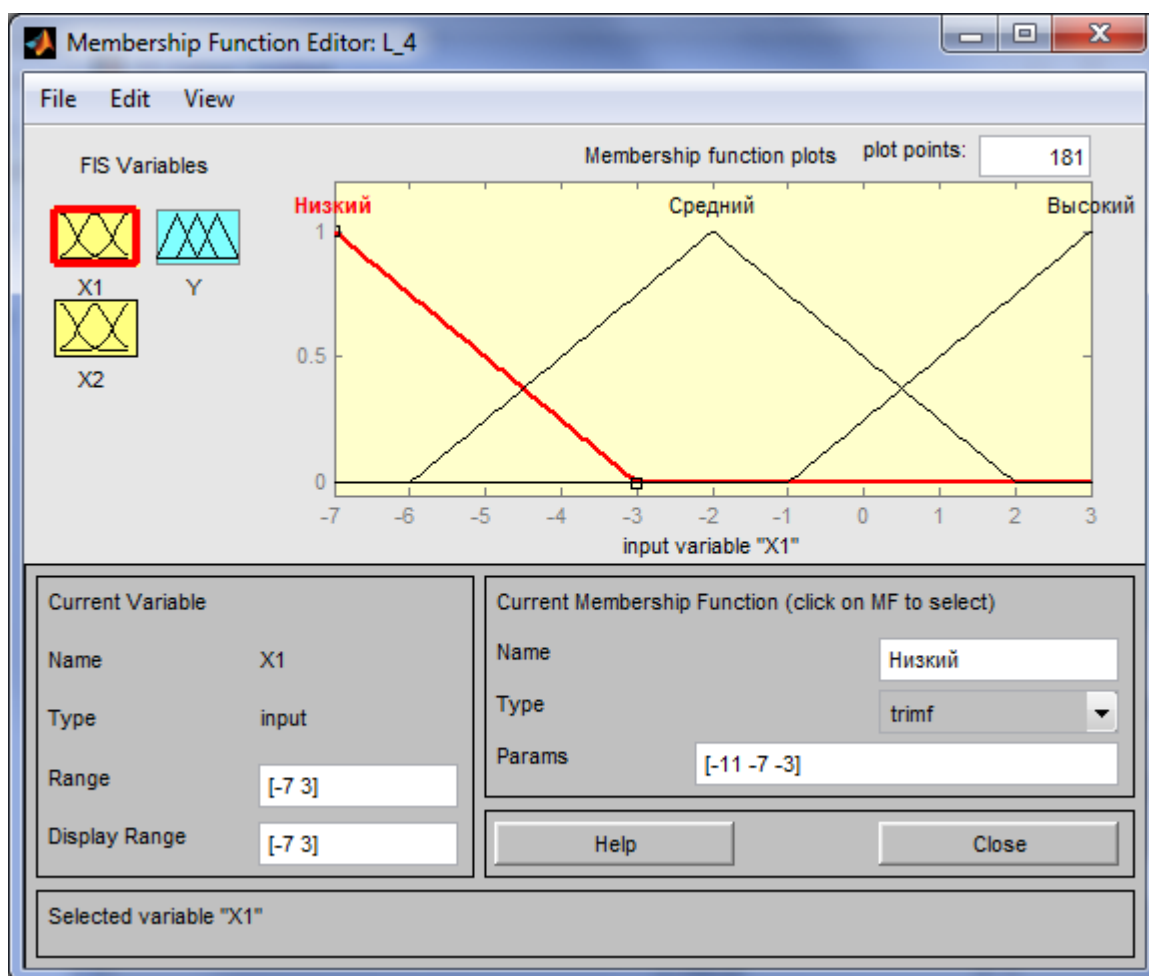 Membership Function Editor: L_4
File Edit View
FIS Variables
X1
Y
X2
Membership function plots plot points: 181
Низкий Средний Высокий
1
0.5
0
-7 -6 -5 -4 -3 -2 -1 0 1 2 3
input variable "X1"
Current Variable
Name X1
Type input
Range [-7 3]
Display Range [-7 3]
Current Membership Function (click on MF to select)
Name Низкий
Type trimf
Params [-11 -7 -3]
Help Close
Selected variable "X1"